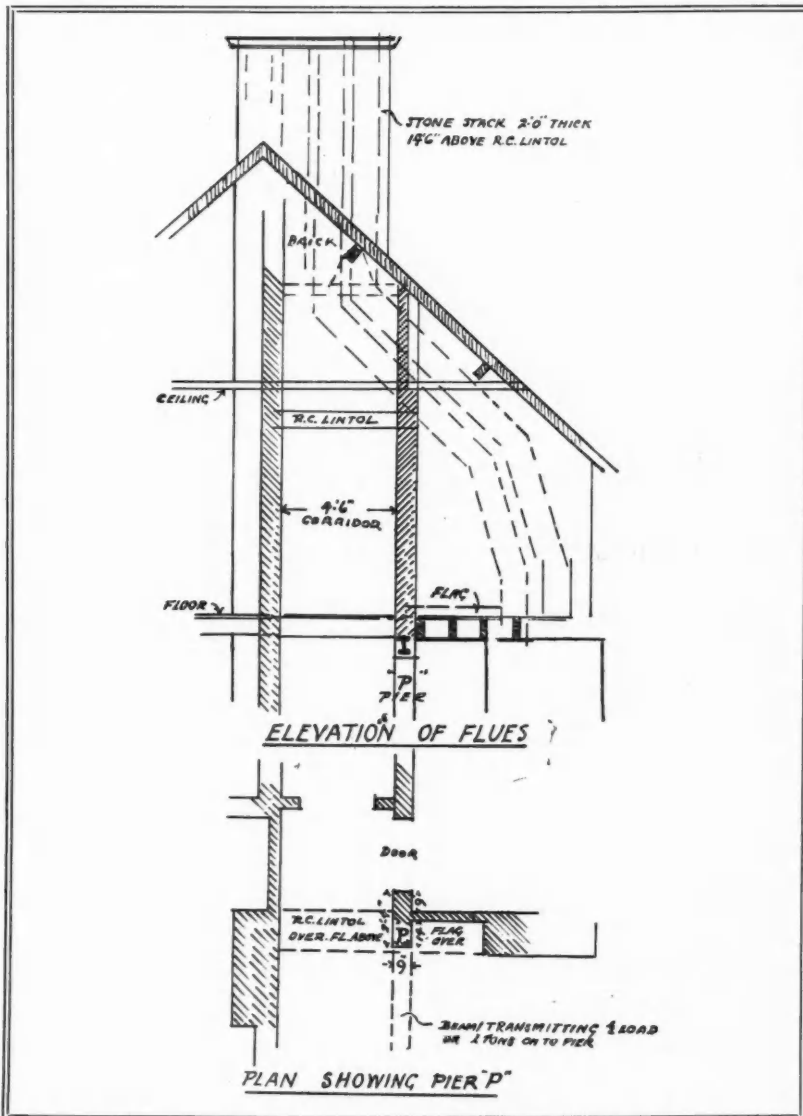 STONE STACK 2'·0" THICK
14'6" ABOVE R.C. LINTOL
BRICK
CEILING
R.C. LINTOL
4'·6"
CORRIDOR
FLOOR
FLAG
"P"
PIER
ELEVATION OF FLUES
DOOR
R.C. LINTOL
OVER FL. ABOVE
P
FLAG
OVER
9"
9"
BEAM TRANSMITTING ½ LOAD
OR 2 TONS ON TO PIER
PLAN SHOWING PIER "P"